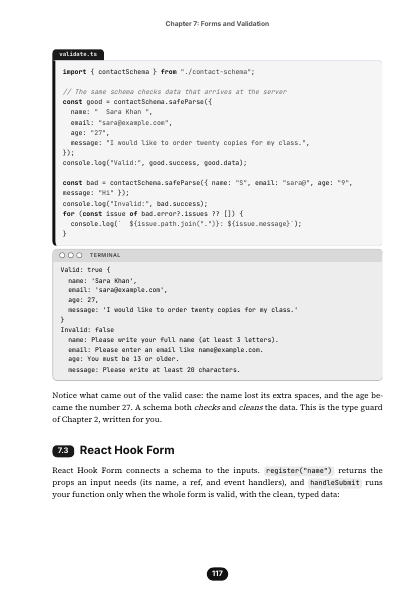 Chapter 7: Forms and Validation
validate.ts
import { contactSchema } from "./contact-schema";
// The same schema checks data that arrives at the server
const good = contactSchema.safeParse({
  name: "  Sara Khan ",
  email: "sara@example.com",
  age: "27",
  message: "I would like to order twenty copies for my class.",
});
console.log("Valid:", good.success, good.data);
const bad = contactSchema.safeParse({ name: "S", email: "sara@", age: "9",
message: "Hi" });
console.log("Invalid:", bad.success);
for (const issue of bad.error?.issues ?? []) {
  console.log(`  ${issue.path.join(".")}: ${issue.message}`);
}
TERMINAL
Valid: true {
  name: 'Sara Khan',
  email: 'sara@example.com',
  age: 27,
  message: 'I would like to order twenty copies for my class.'
}
Invalid: false
  name: Please write your full name (at least 3 letters).
  email: Please enter an email like name@example.com.
  age: You must be 13 or older.
  message: Please write at least 20 characters.
Notice what came out of the valid case: the name lost its extra spaces, and the age be-
came the number 27. A schema both checks and cleans the data. This is the type guard
of Chapter 2, written for you.
7.3 React Hook Form
React Hook Form connects a schema to the inputs. register("name") returns the
props an input needs (its name, a ref, and event handlers), and handleSubmit runs
your function only when the whole form is valid, with the clean, typed data:
117